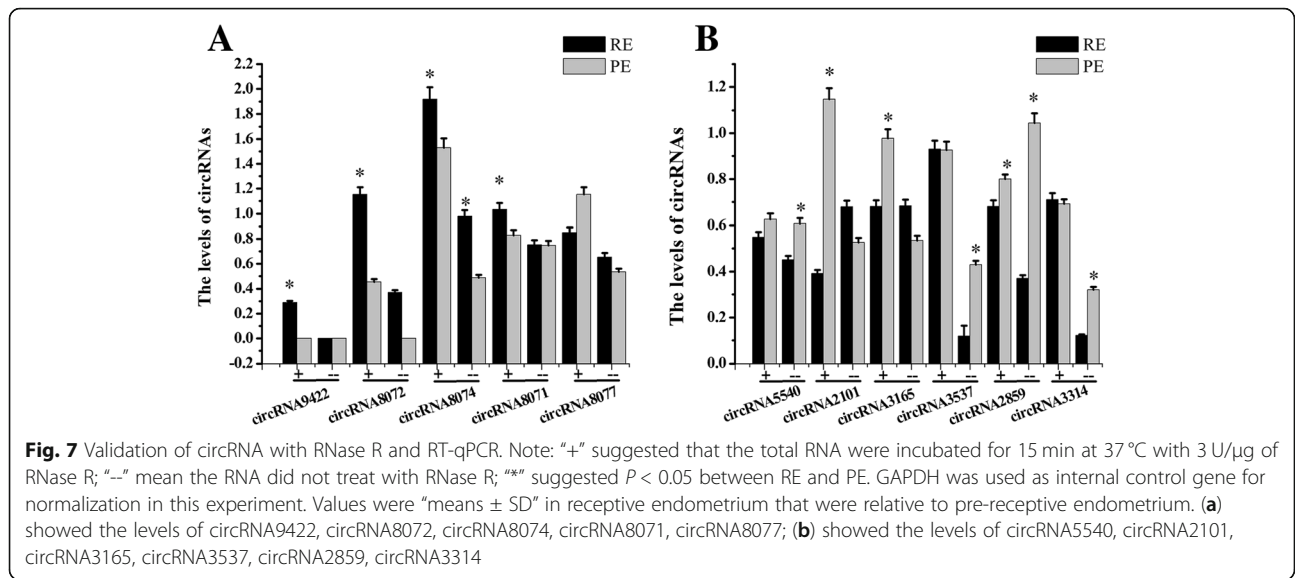 A
RE
PE
The levels of circRNAs
2.2
2.0
1.8
1.6
1.4
1.2
1.0
0.8
0.6
0.4
0.2
0.0
-0.2
* * * * *
+ -- + -- + -- + -- + --
circRNA9422 circRNA8072 circRNA8074 circRNA8071 circRNA8077
B
RE
PE
The levels of circRNAs
1.2
1.0
0.8
0.6
0.4
0.2
0.0
* * * * * * *
+ -- + -- + -- + -- + -- + --
circRNA5540 circRNA2101 circRNA3165 circRNA3537 circRNA2859 circRNA3314
Fig. 7 Validation of circRNA with RNase R and RT-qPCR. Note: “+” suggested that the total RNA were incubated for 15 min at 37 °C with 3 U/μg of
RNase R; “--” mean the RNA did not treat with RNase R; “*” suggested P < 0.05 between RE and PE. GAPDH was used as internal control gene for
normalization in this experiment. Values were “means ± SD” in receptive endometrium that were relative to pre-receptive endometrium. (a)
showed the levels of circRNA9422, circRNA8072, circRNA8074, circRNA8071, circRNA8077; (b) showed the levels of circRNA5540, circRNA2101,
circRNA3165, circRNA3537, circRNA2859, circRNA3314